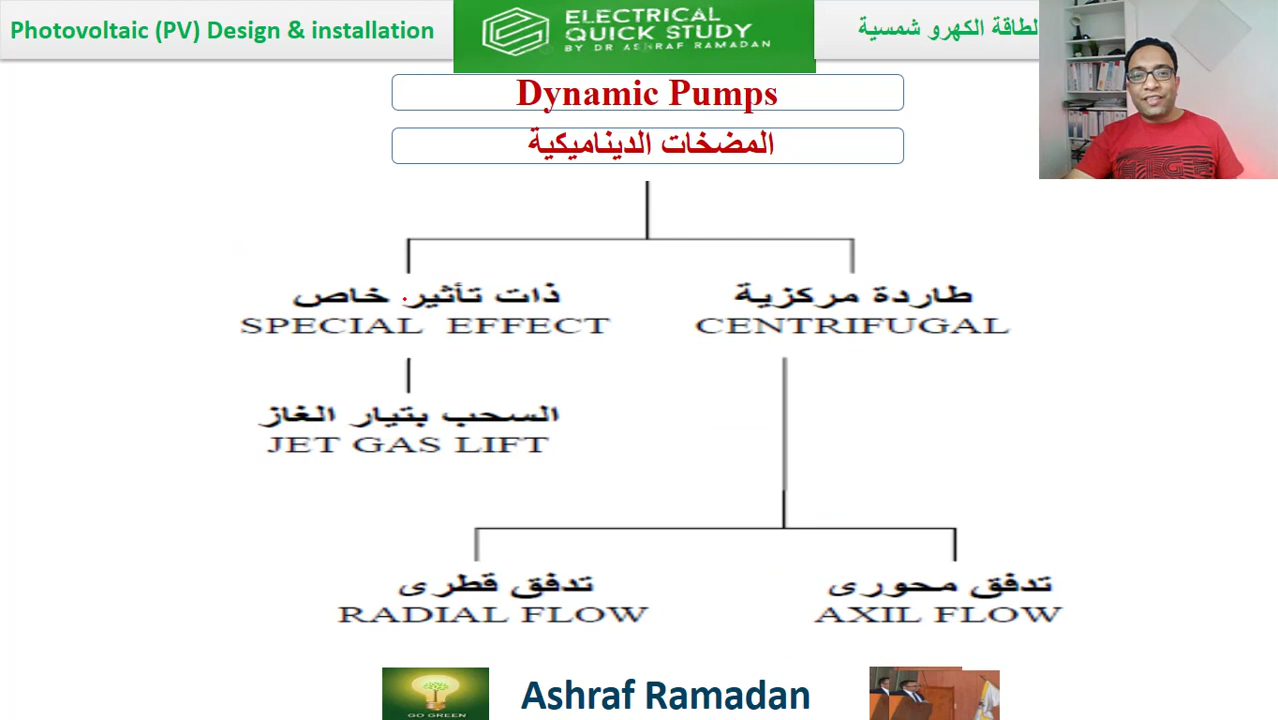 Photovoltaic (PV) Design & installation
ELECTRICAL
QUICK STUDY
BY DR ASHRAF RAMADAN
الطاقة الكهرو شمسية
Dynamic Pumps
المضخات الديناميكية
ذات تأثير خاص
SPECIAL EFFECT
طاردة مركزية
CENTRIFUGAL
السحب بتيار الغاز
JET GAS LIFT
تدفق قطرى
RADIAL FLOW
تدفق محورى
AXIL FLOW
GO GREEN
Ashraf Ramadan